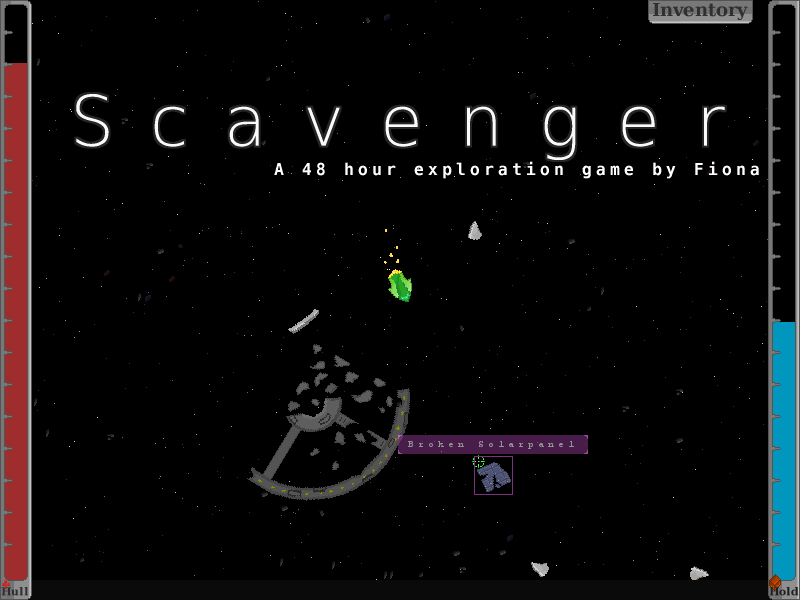 Inventory
Scavenger
A 48 hour exploration game by Fiona
Broken Solarpanel
Hull
Hold